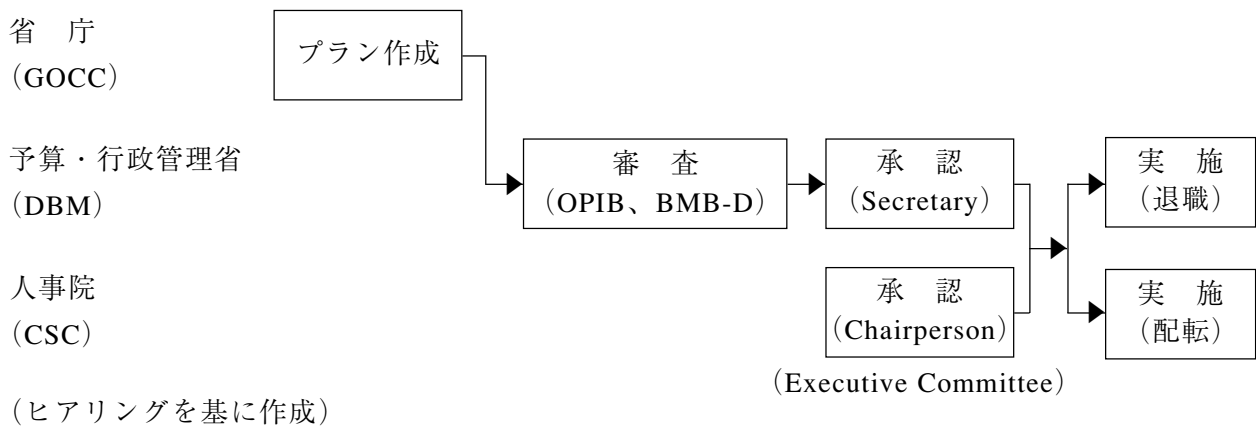 省　庁
（GOCC）
プラン作成
予算・行政管理省
（DBM）
審　査
（OPIB、BMB-D）
承　認
（Secretary）
実　施
（退職）
人事院
（CSC）
承　認
（Chairperson）
（Executive Committee）
実　施
（配転）
（ヒアリングを基に作成）